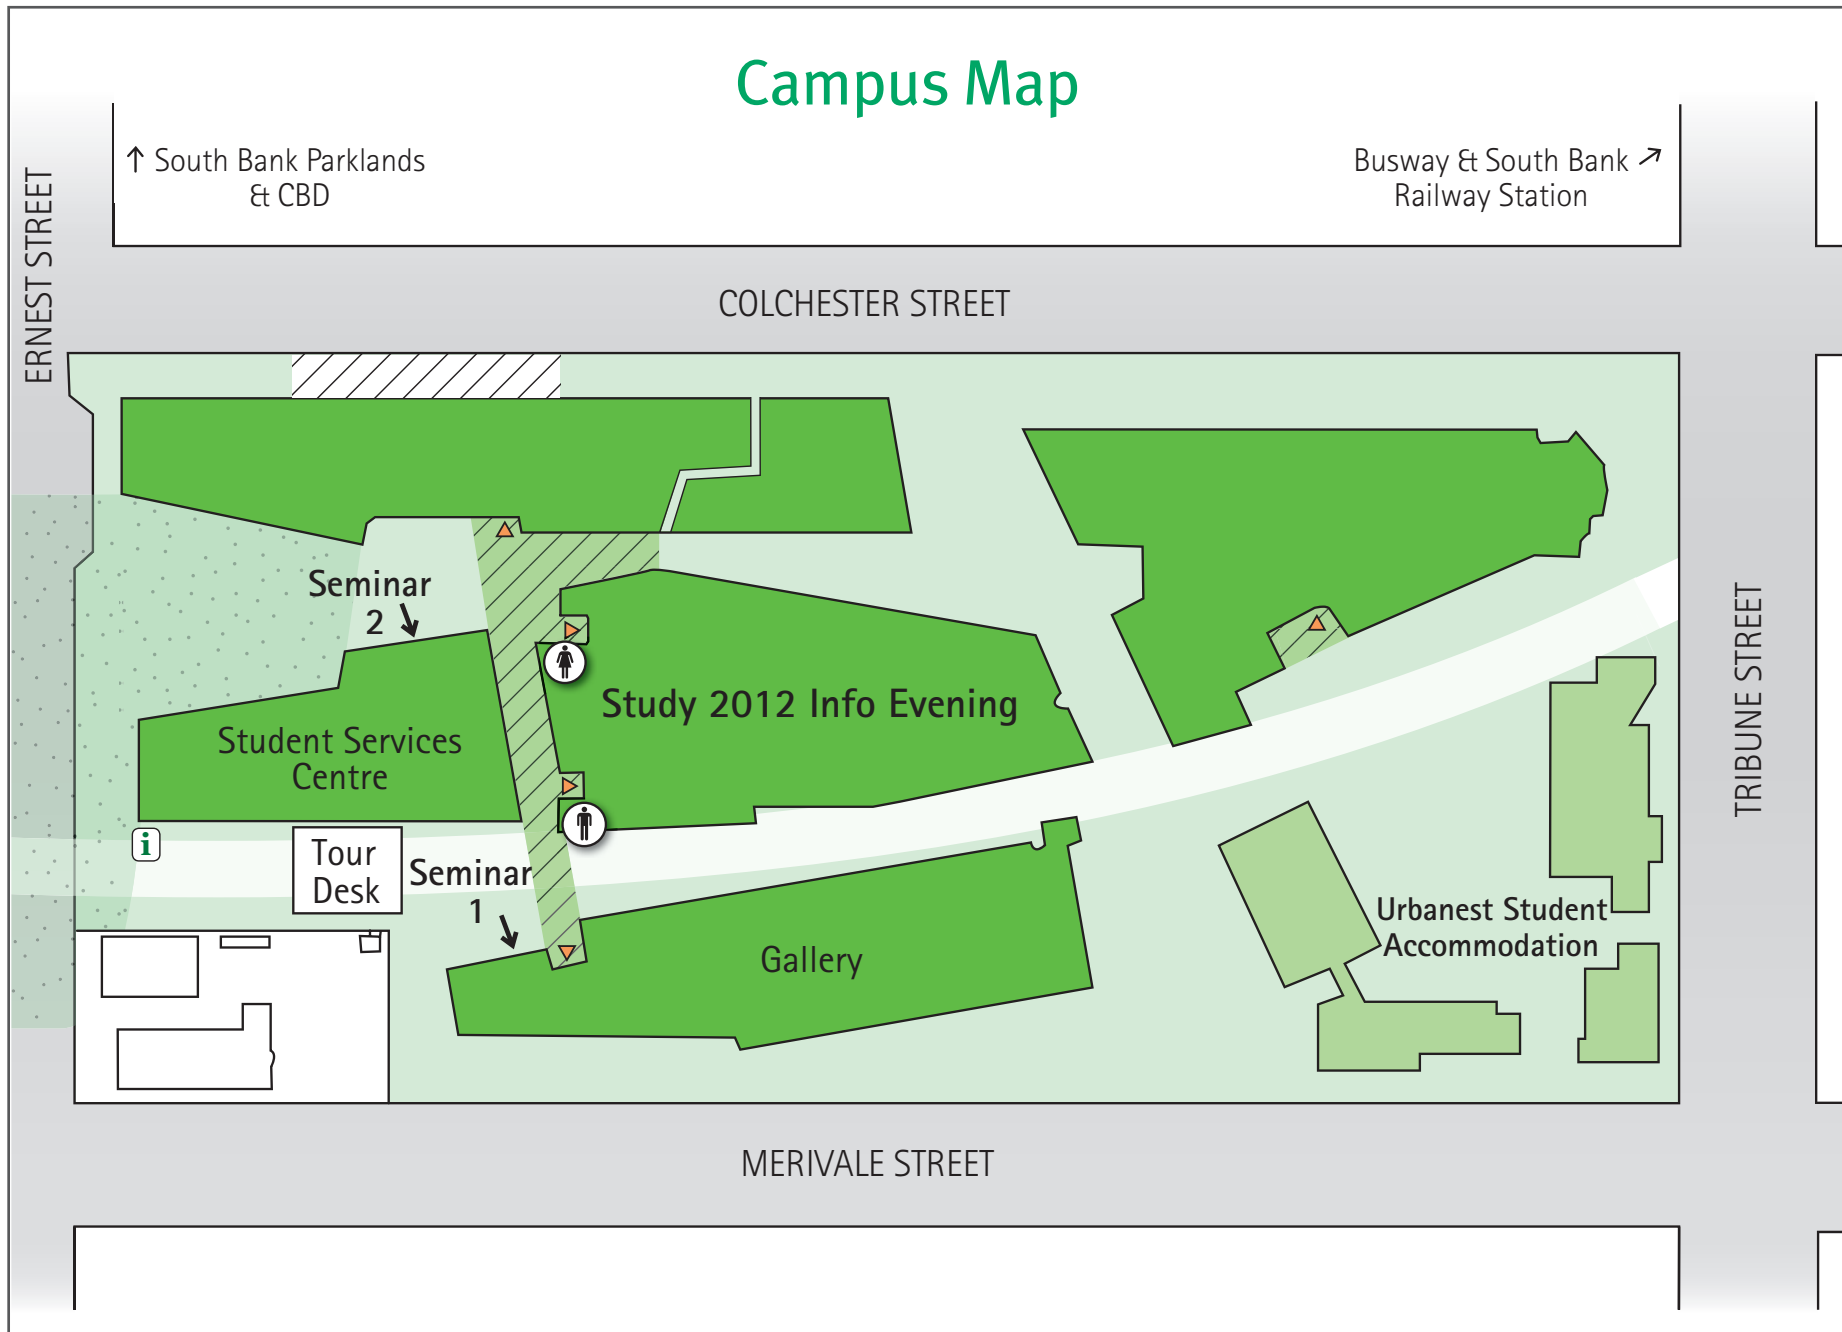 Campus Map
↑ South Bank Parklands
& CBD
Busway & South Bank ↗
Railway Station
ERNEST STREET
COLCHESTER STREET
Seminar
2
Study 2012 Info Evening
Student Services
Centre
TRIBUNE STREET
i
Tour
Desk
Seminar
1
Gallery
Urbanest Student
Accommodation
MERIVALE STREET